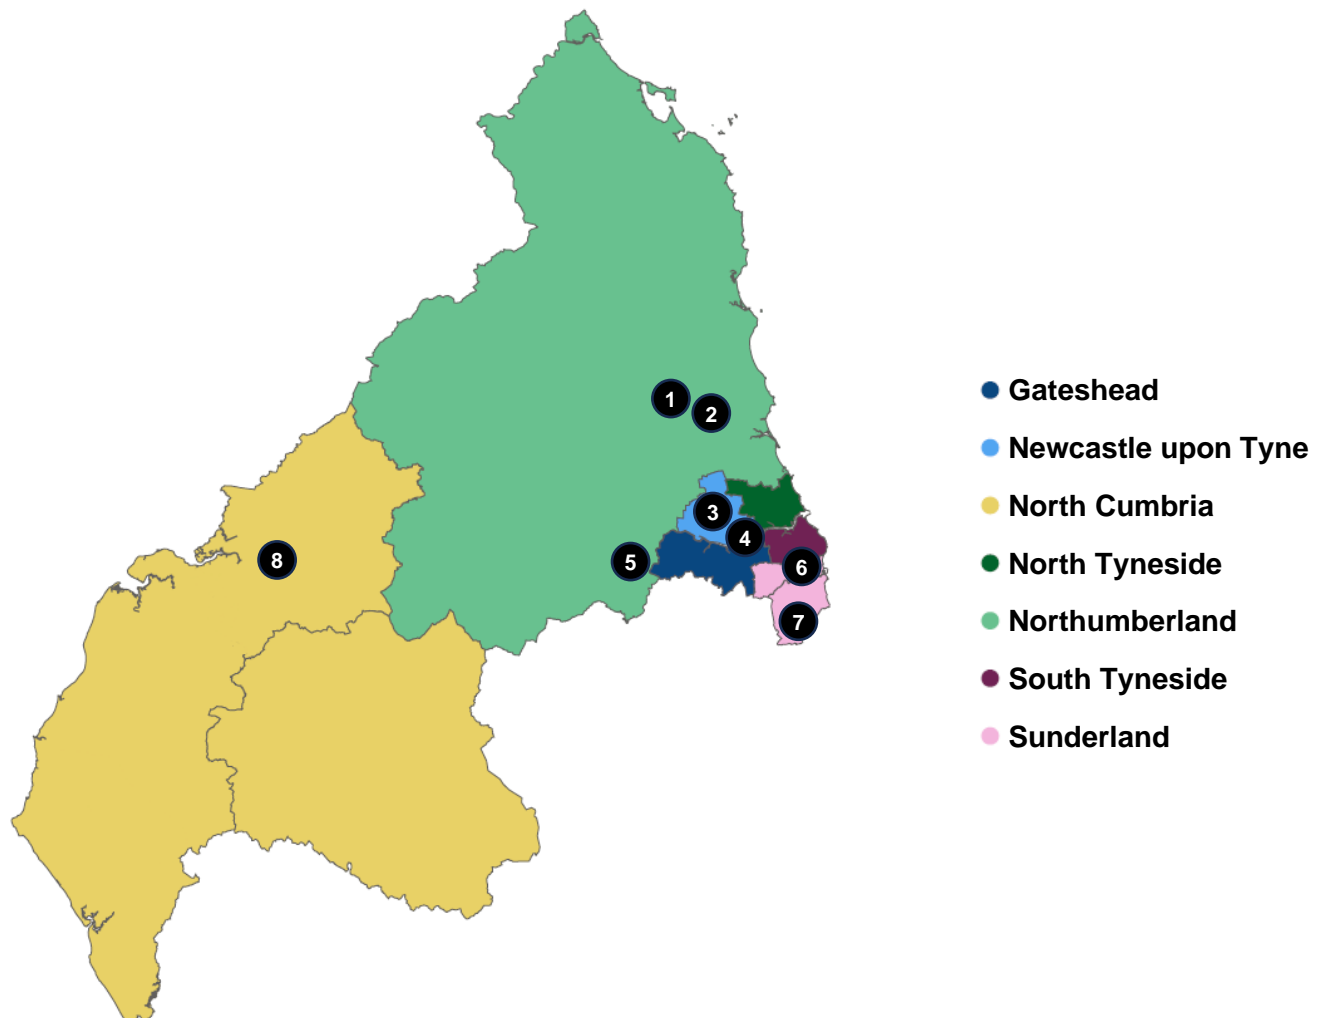 1
2
3
4
5
6
7
8
Gateshead
Newcastle upon Tyne
North Cumbria
North Tyneside
Northumberland
South Tyneside
Sunderland